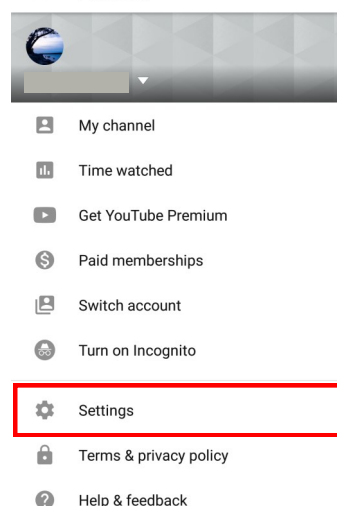 My channel
Time watched
Get YouTube Premium
Paid memberships
Switch account
Turn on Incognito
Settings
Terms & privacy policy
Help & feedback